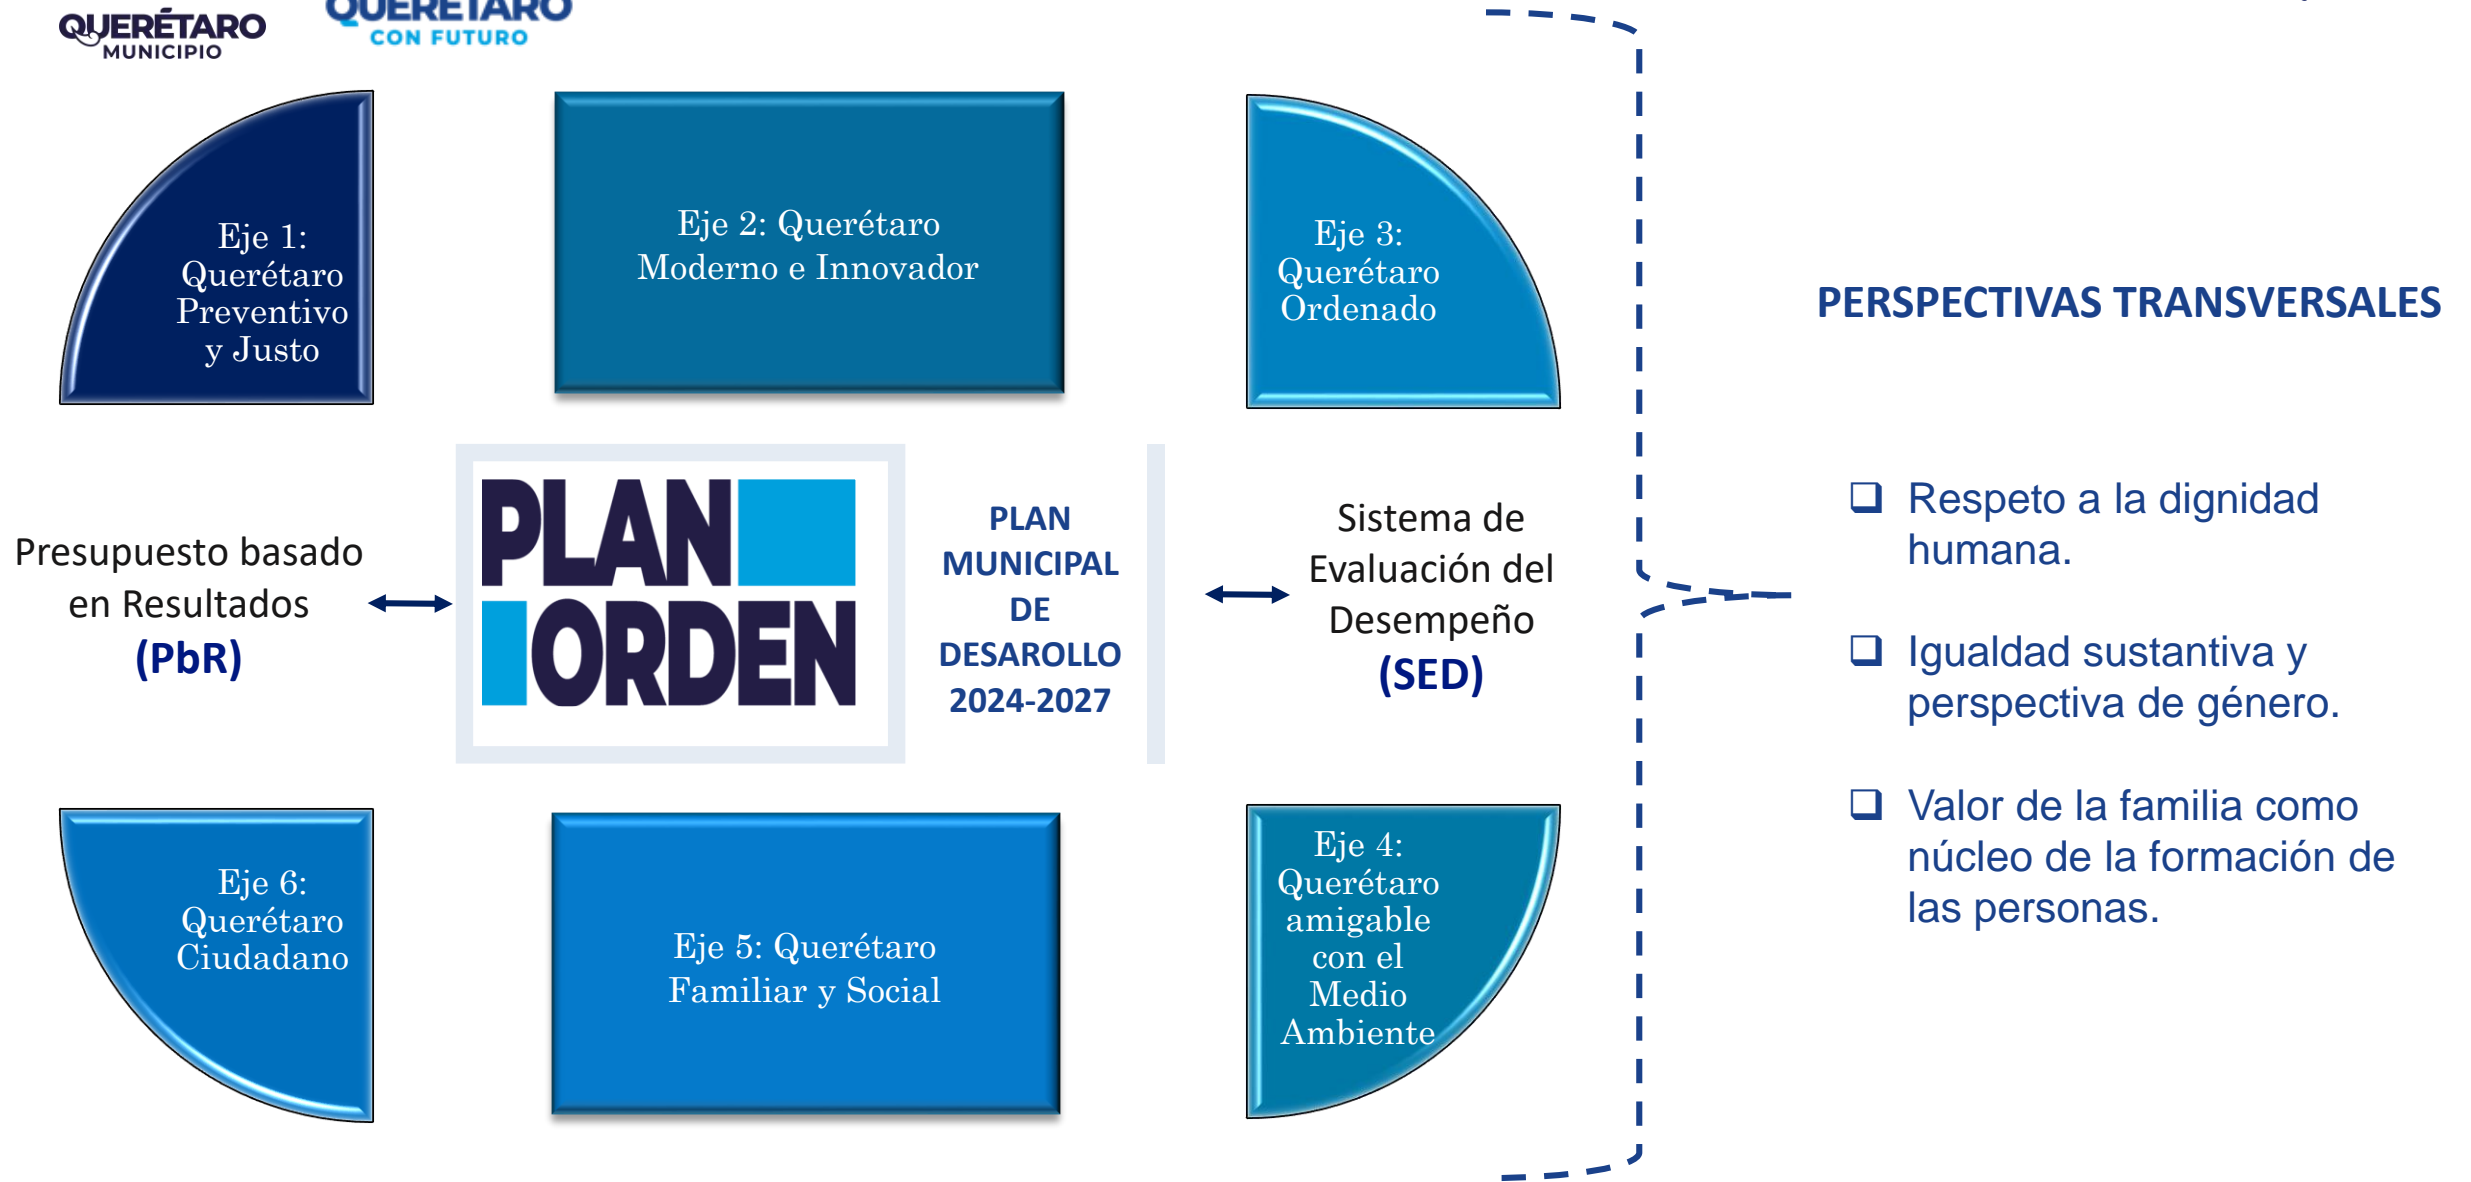 QUERÉTARO
MUNICIPIO
QUERÉTARO
CON FUTURO
Eje 1:
Querétaro
Preventivo
y Justo
Eje 2: Querétaro
Moderno e Innovador
Eje 3:
Querétaro
Ordenado
Presupuesto basado
en Resultados
(PbR)
PLAN
ORDEN
PLAN
MUNICIPAL
DE
DESAROLLO
2024-2027
Sistema de
Evaluación del
Desempeño
(SED)
Eje 6:
Querétaro
Ciudadano
Eje 5: Querétaro
Familiar y Social
Eje 4:
Querétaro
amigable
con el
Medio
Ambiente
PERSPECTIVAS TRANSVERSALES
Respeto a la dignidad
humana.
Igualdad sustantiva y
perspectiva de género.
Valor de la familia como
núcleo de la formación de
las personas.